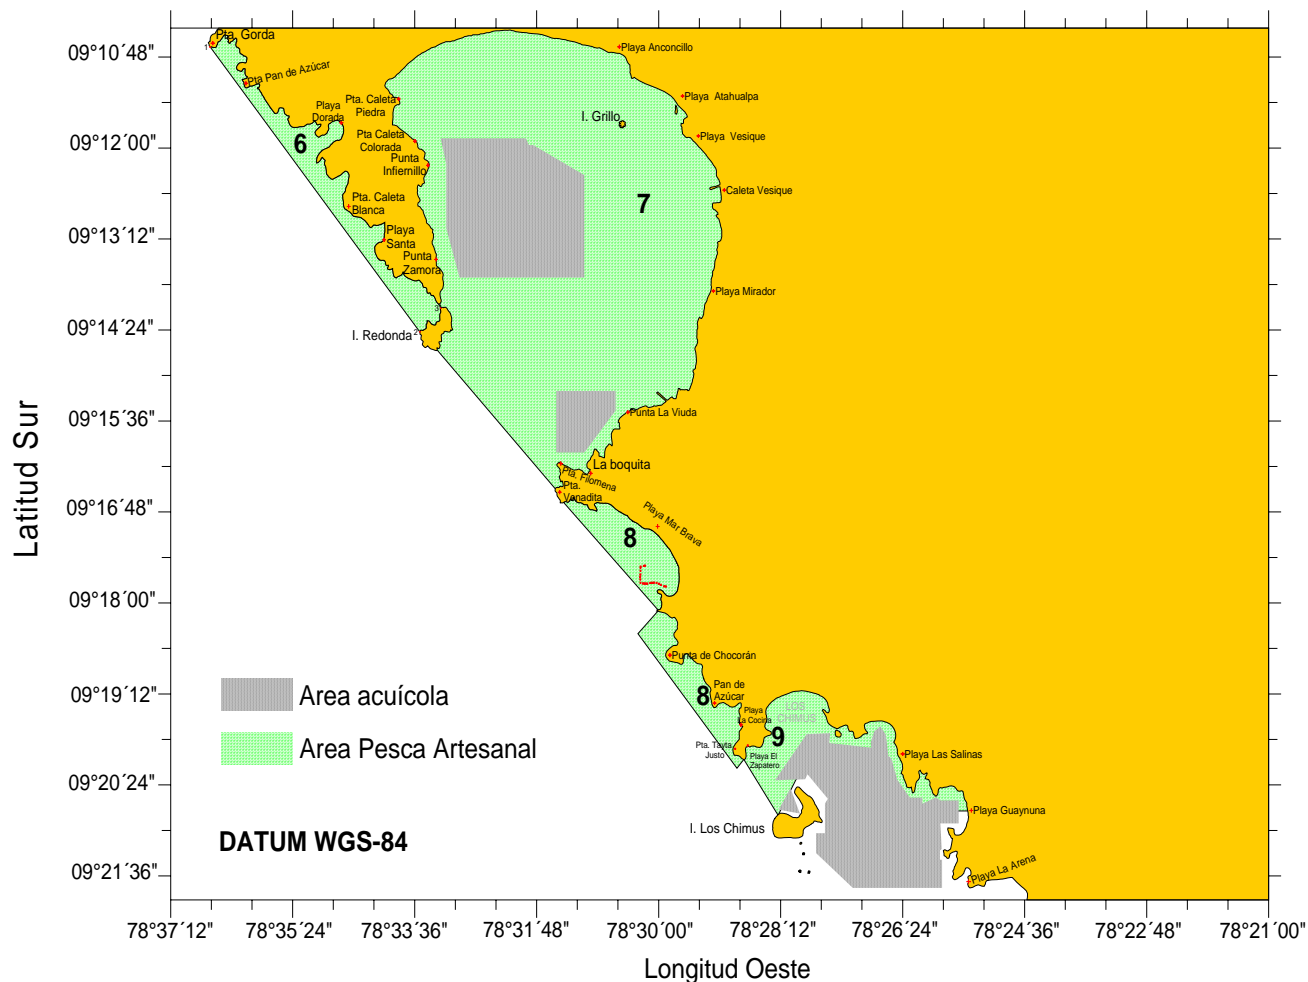 Pta. Gorda
1
09°10´48"
Playa Anconcillo
Pta Pan de Azúcar
Pta. Caleta
Piedra
Playa
Dorada
Playa Atahualpa
I. Grillo
Pta Caleta
Colorada
6
Playa Vesique
09°12´00"
Punta
Infiernillo
Caleta Vesique
Pta. Caleta
Blanca
7
Playa
Santa
09°13´12"
Punta
Zamora
Playa Mirador
3
09°14´24"
I. Redonda
2
Punta La Viuda
09°15´36"
La boquita
Pta. Filomena
Pta.
Venadita
09°16´48"
Playa Mar Brava
8
09°18´00"
Punta de Chocorán
09°19´12"
8
Pan de
Azúcar
Playa
La Cocina
LOS
CHIMUS
9
Pta. Tayta
Justo
Playa El
Zapatero
Playa Las Salinas
09°20´24"
Playa Guaynuna
I. Los Chimus
Playa La Arena
09°21´36"
Latitud Sur
Area acuícola
Area Pesca Artesanal
DATUM WGS-84
78°37´12" 78°35´24" 78°33´36" 78°31´48" 78°30´00" 78°28´12" 78°26´24" 78°24´36" 78°22´48" 78°21´00"
Longitud Oeste